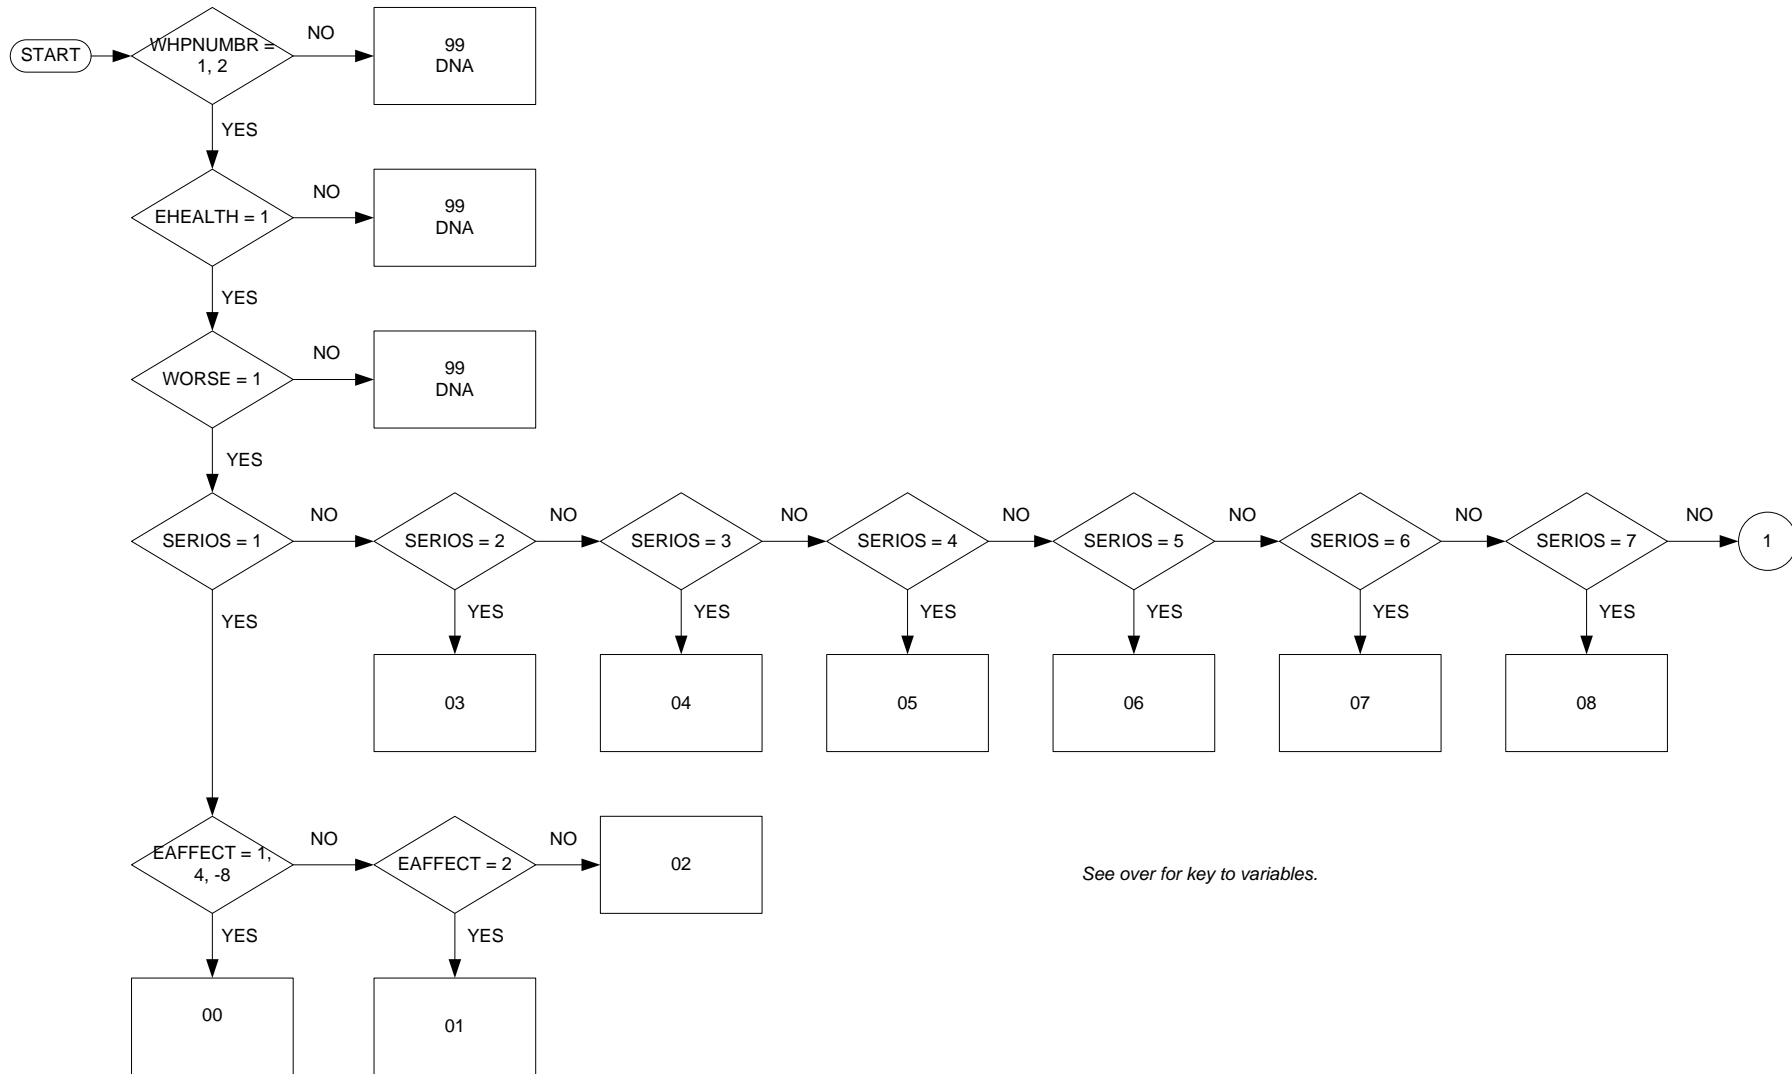 START
WHPNUMBR =
1, 2
NO
99
DNA
YES
EHEALTH = 1
NO
99
DNA
YES
WORSE = 1
NO
99
DNA
YES
SERIOS = 1
NO
SERIOS = 2
NO
SERIOS = 3
NO
SERIOS = 4
NO
SERIOS = 5
NO
SERIOS = 6
NO
SERIOS = 7
NO
1
YES
YES
YES
YES
YES
YES
YES
03
04
05
06
07
08
EAFFECT = 1,
4, -8
NO
EAFFECT = 2
NO
02
See over for key to variables.
YES
YES
00
01